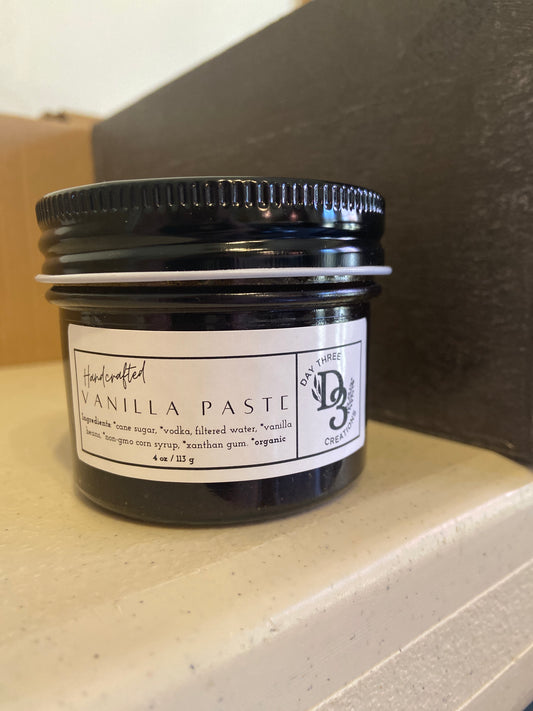 Handcrafted
VANILLA PASTE
Ingredients: *cane sugar, *vodka, filtered water, *vanilla
beans, *non-gmo corn syrup, *xanthan gum. *organic
4 oz / 113 g
DAY THREE
D3
CREATIONS